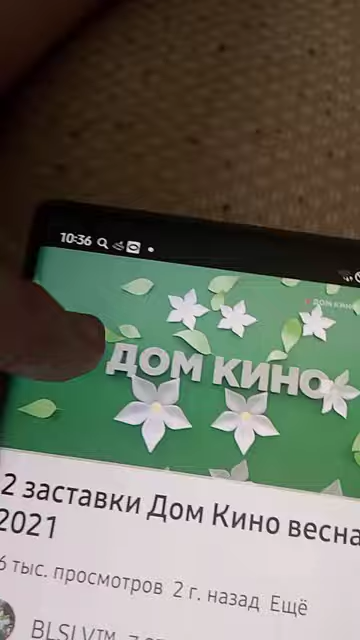 10:36
ДОМ КИНО
ДОМ КИНО
2 заставки Дом Кино весна
2021
6 тыс. просмотров 2 г. назад Ещё
BLSLV™